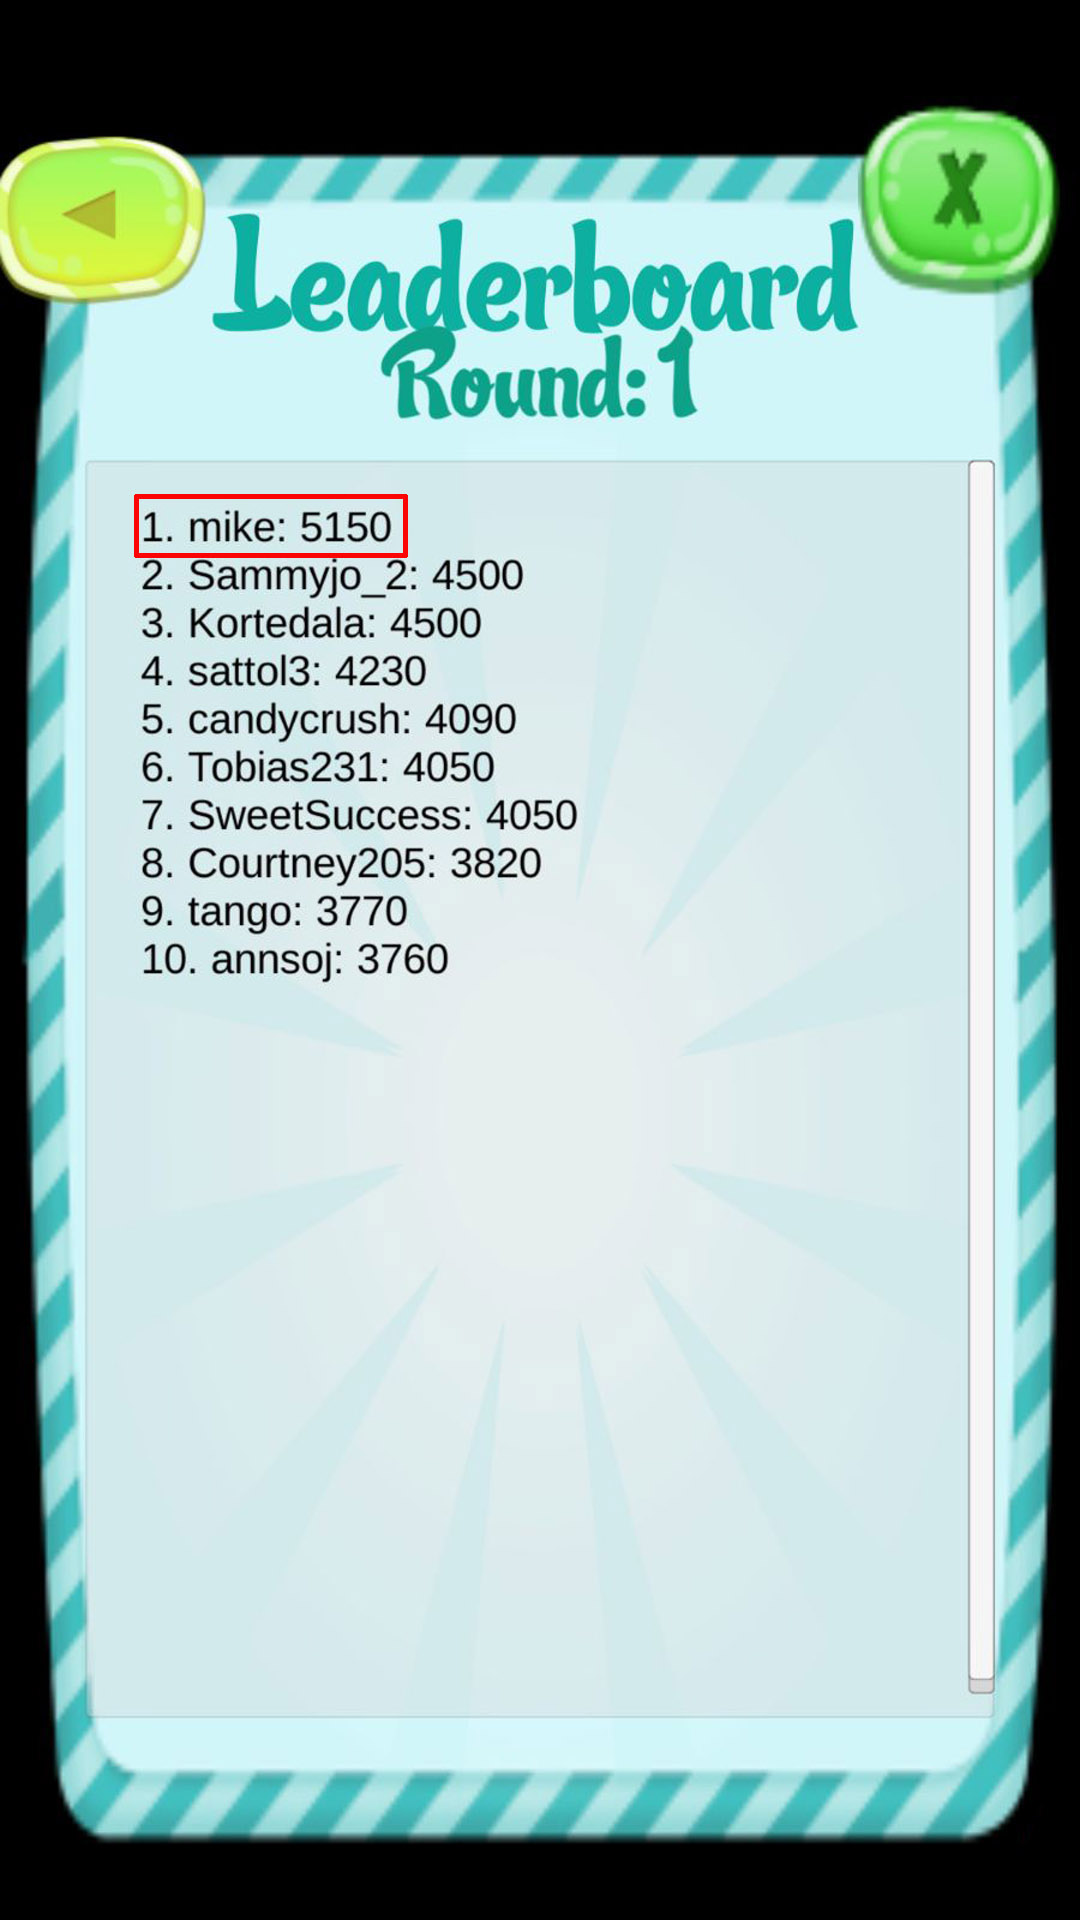 X
Leaderboard
Round: 1
1. mike: 5150
2. Sammyjo_2: 4500
3. Kortedala: 4500
4. sattol3: 4230
5. candycrush: 4090
6. Tobias231: 4050
7. SweetSuccess: 4050
8. Courtney205: 3820
9. tango: 3770
10. annsoj: 3760